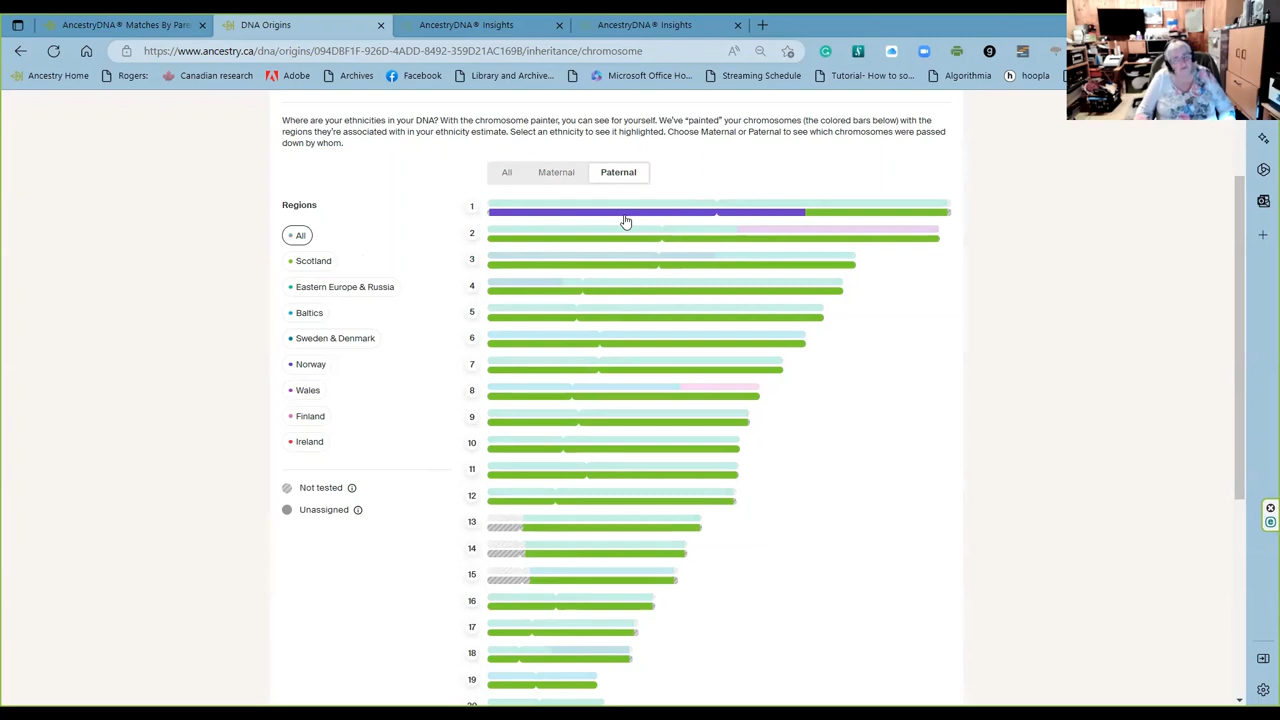 AncestryDNA® Matches By Pare
DNA Origins
AncestryDNA® Insights
AncestryDNA® Insights
https://www.ancestry.ca/dna/origins/094DBF1F-926D-4ADD-8492-359D21AC169B/inheritance/chromosome
Ancestry Home
Rogers:
Canadian research
Adobe
Archives
Facebook
Library and Archive...
Microsoft Office Ho...
Streaming Schedule
Tutorial- How to so...
Algorithmia
hoopla
Where are your ethnicities in your DNA? With the chromosome painter, you can see for yourself. We've "painted" your chromosomes (the colored bars below) with the
regions they're associated with in your ethnicity estimate. Select an ethnicity to see it highlighted. Choose Maternal or Paternal to see which chromosomes were passed
down by whom.
All Maternal Paternal
Regions
All
Scotland
Eastern Europe & Russia
Baltics
Sweden & Denmark
Norway
Wales
Finland
Ireland
Not tested
Unassigned
1
2
3
4
5
6
7
8
9
10
11
12
13
14
15
16
17
18
19